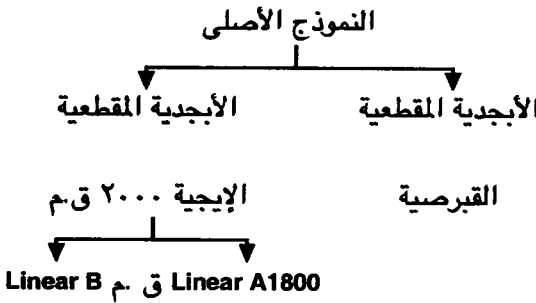 النموذج الأصلى
الأبجدية المقطعية
الأبجدية المقطعية
القبرصية
الإيجية ٢٠٠٠ ق.م
Linear A1800 ق .م Linear B